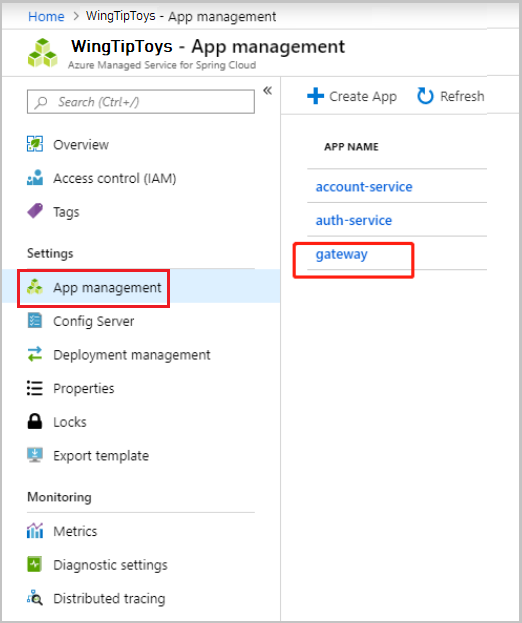 Home > WingTipToys - App management
WingTipToys - App management
Azure Managed Service for Spring Cloud
Search (Ctrl+/)
«
Overview
Access control (IAM)
Tags
Settings
App management
Config Server
Deployment management
Properties
Locks
Export template
Monitoring
Metrics
Diagnostic settings
Distributed tracing
+ Create App Refresh
APP NAME
account-service
auth-service
gateway